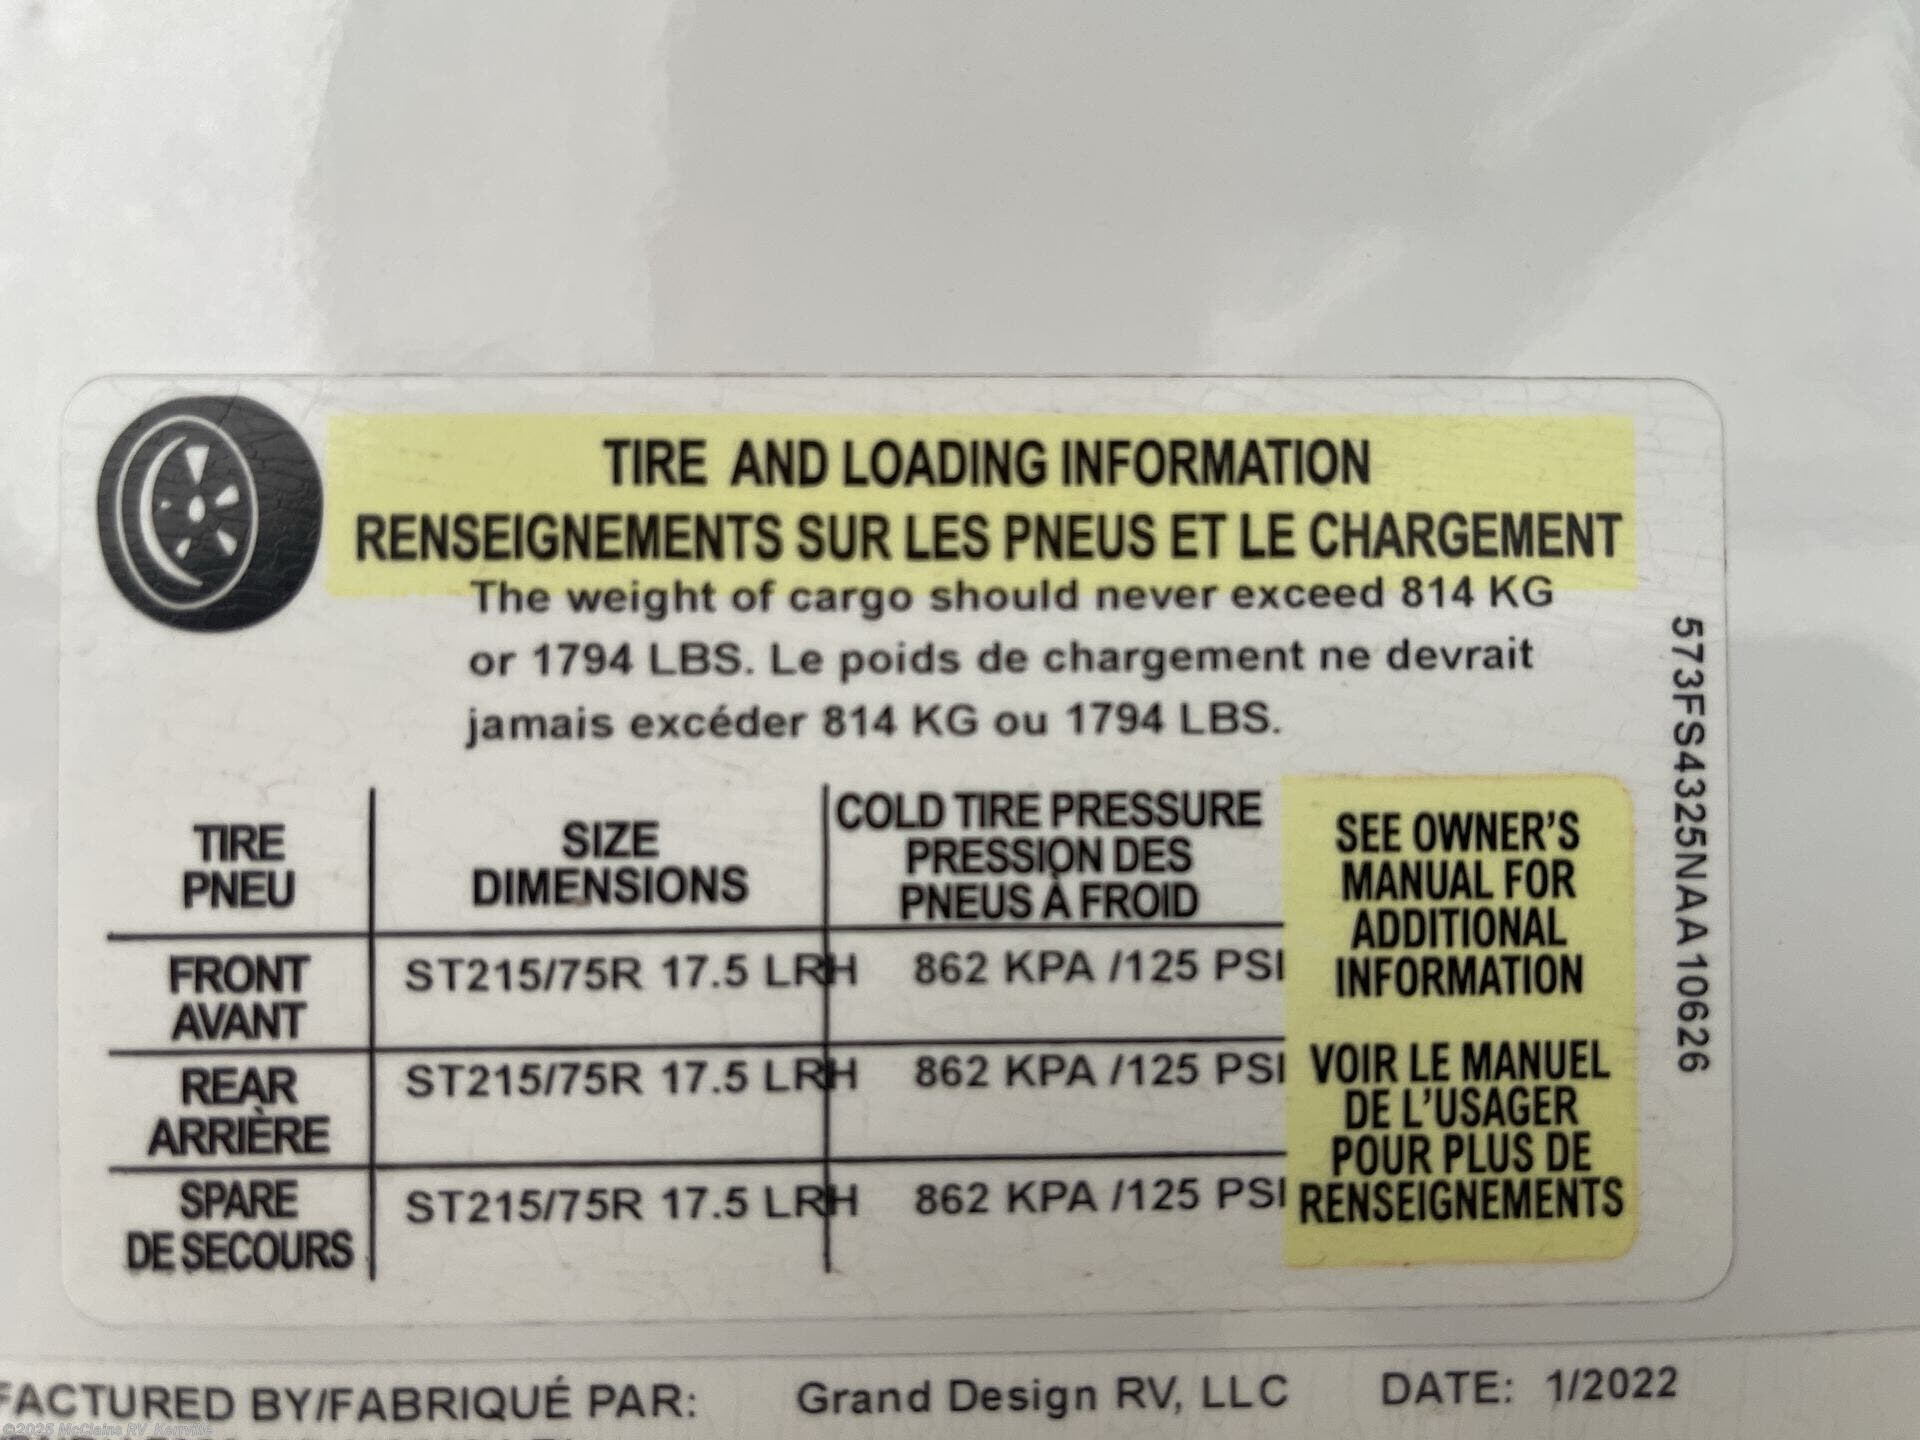 TIRE AND LOADING INFORMATION
RENSEIGNEMENTS SUR LES PNEUS ET LE CHARGEMENT
The weight of cargo should never exceed 814 KG
or 1794 LBS. Le poids de chargement ne devrait
jamais excéder 814 KG ou 1794 LBS.
TIRE
PNEU
SIZE
DIMENSIONS
COLD TIRE PRESSURE
PRESSION DES
PNEUS À FROID
FRONT
AVANT
ST215/75R 17.5 LRH
862 KPA /125 PSI
REAR
ARRIÈRE
ST215/75R 17.5 LRH
862 KPA /125 PSI
SPARE
DE SECOURS
ST215/75R 17.5 LRH
862 KPA /125 PSI
SEE OWNER'S
MANUAL FOR
ADDITIONAL
INFORMATION
VOIR LE MANUEL
DE L'USAGER
POUR PLUS DE
RENSEIGNEMENTS
573FS4325NAA10626
FACTURED BY/FABRIQUÉ PAR: Grand Design RV, LLC DATE: 1/2022
©2025 McClains RV Kerrville